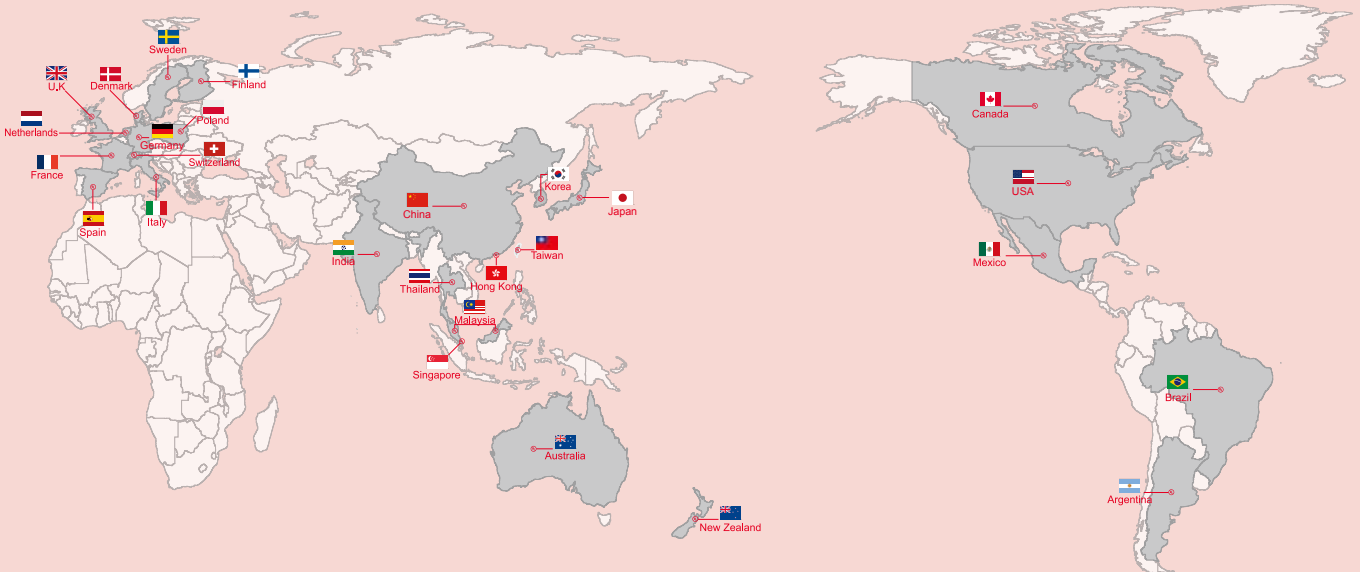 Sweden
U.K
Denmark
Finland
Netherlands
Poland
Germany
Switzerland
France
Korea
China
Japan
Spain
Italy
India
Taiwan
Thailand
Hong Kong
Malaysia
Singapore
Australia
New Zealand
Canada
USA
Mexico
Brazil
Argentina